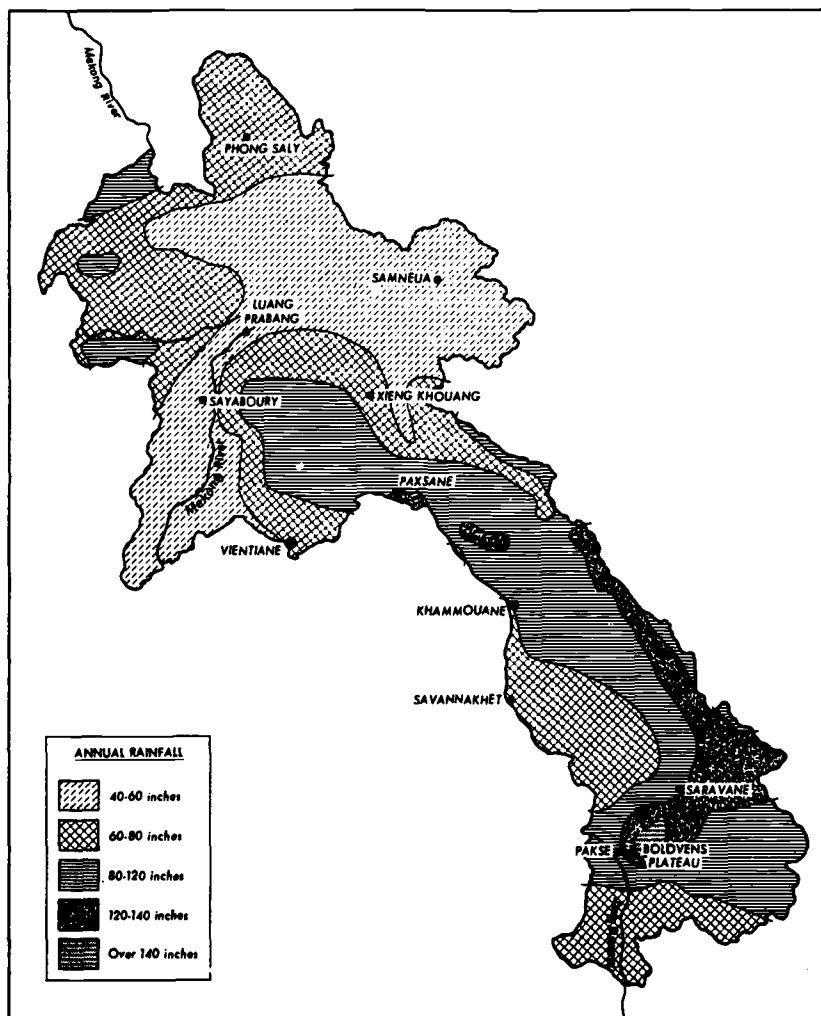 Mekong River
PHONG SALY
SAMNEUA
LUANG
PRABANG
XIENG KHOUANG
SAYABOURY
Mekong River
PAKSANE
VIENTIANE
KHAMMOUANE
SAVANNAKHET
SARAVANE
PAKSE
BOLOVENS
PLATEAU
ANNUAL RAINFALL
40-60 inches
60-80 inches
80-120 inches
120-140 inches
Over 140 inches